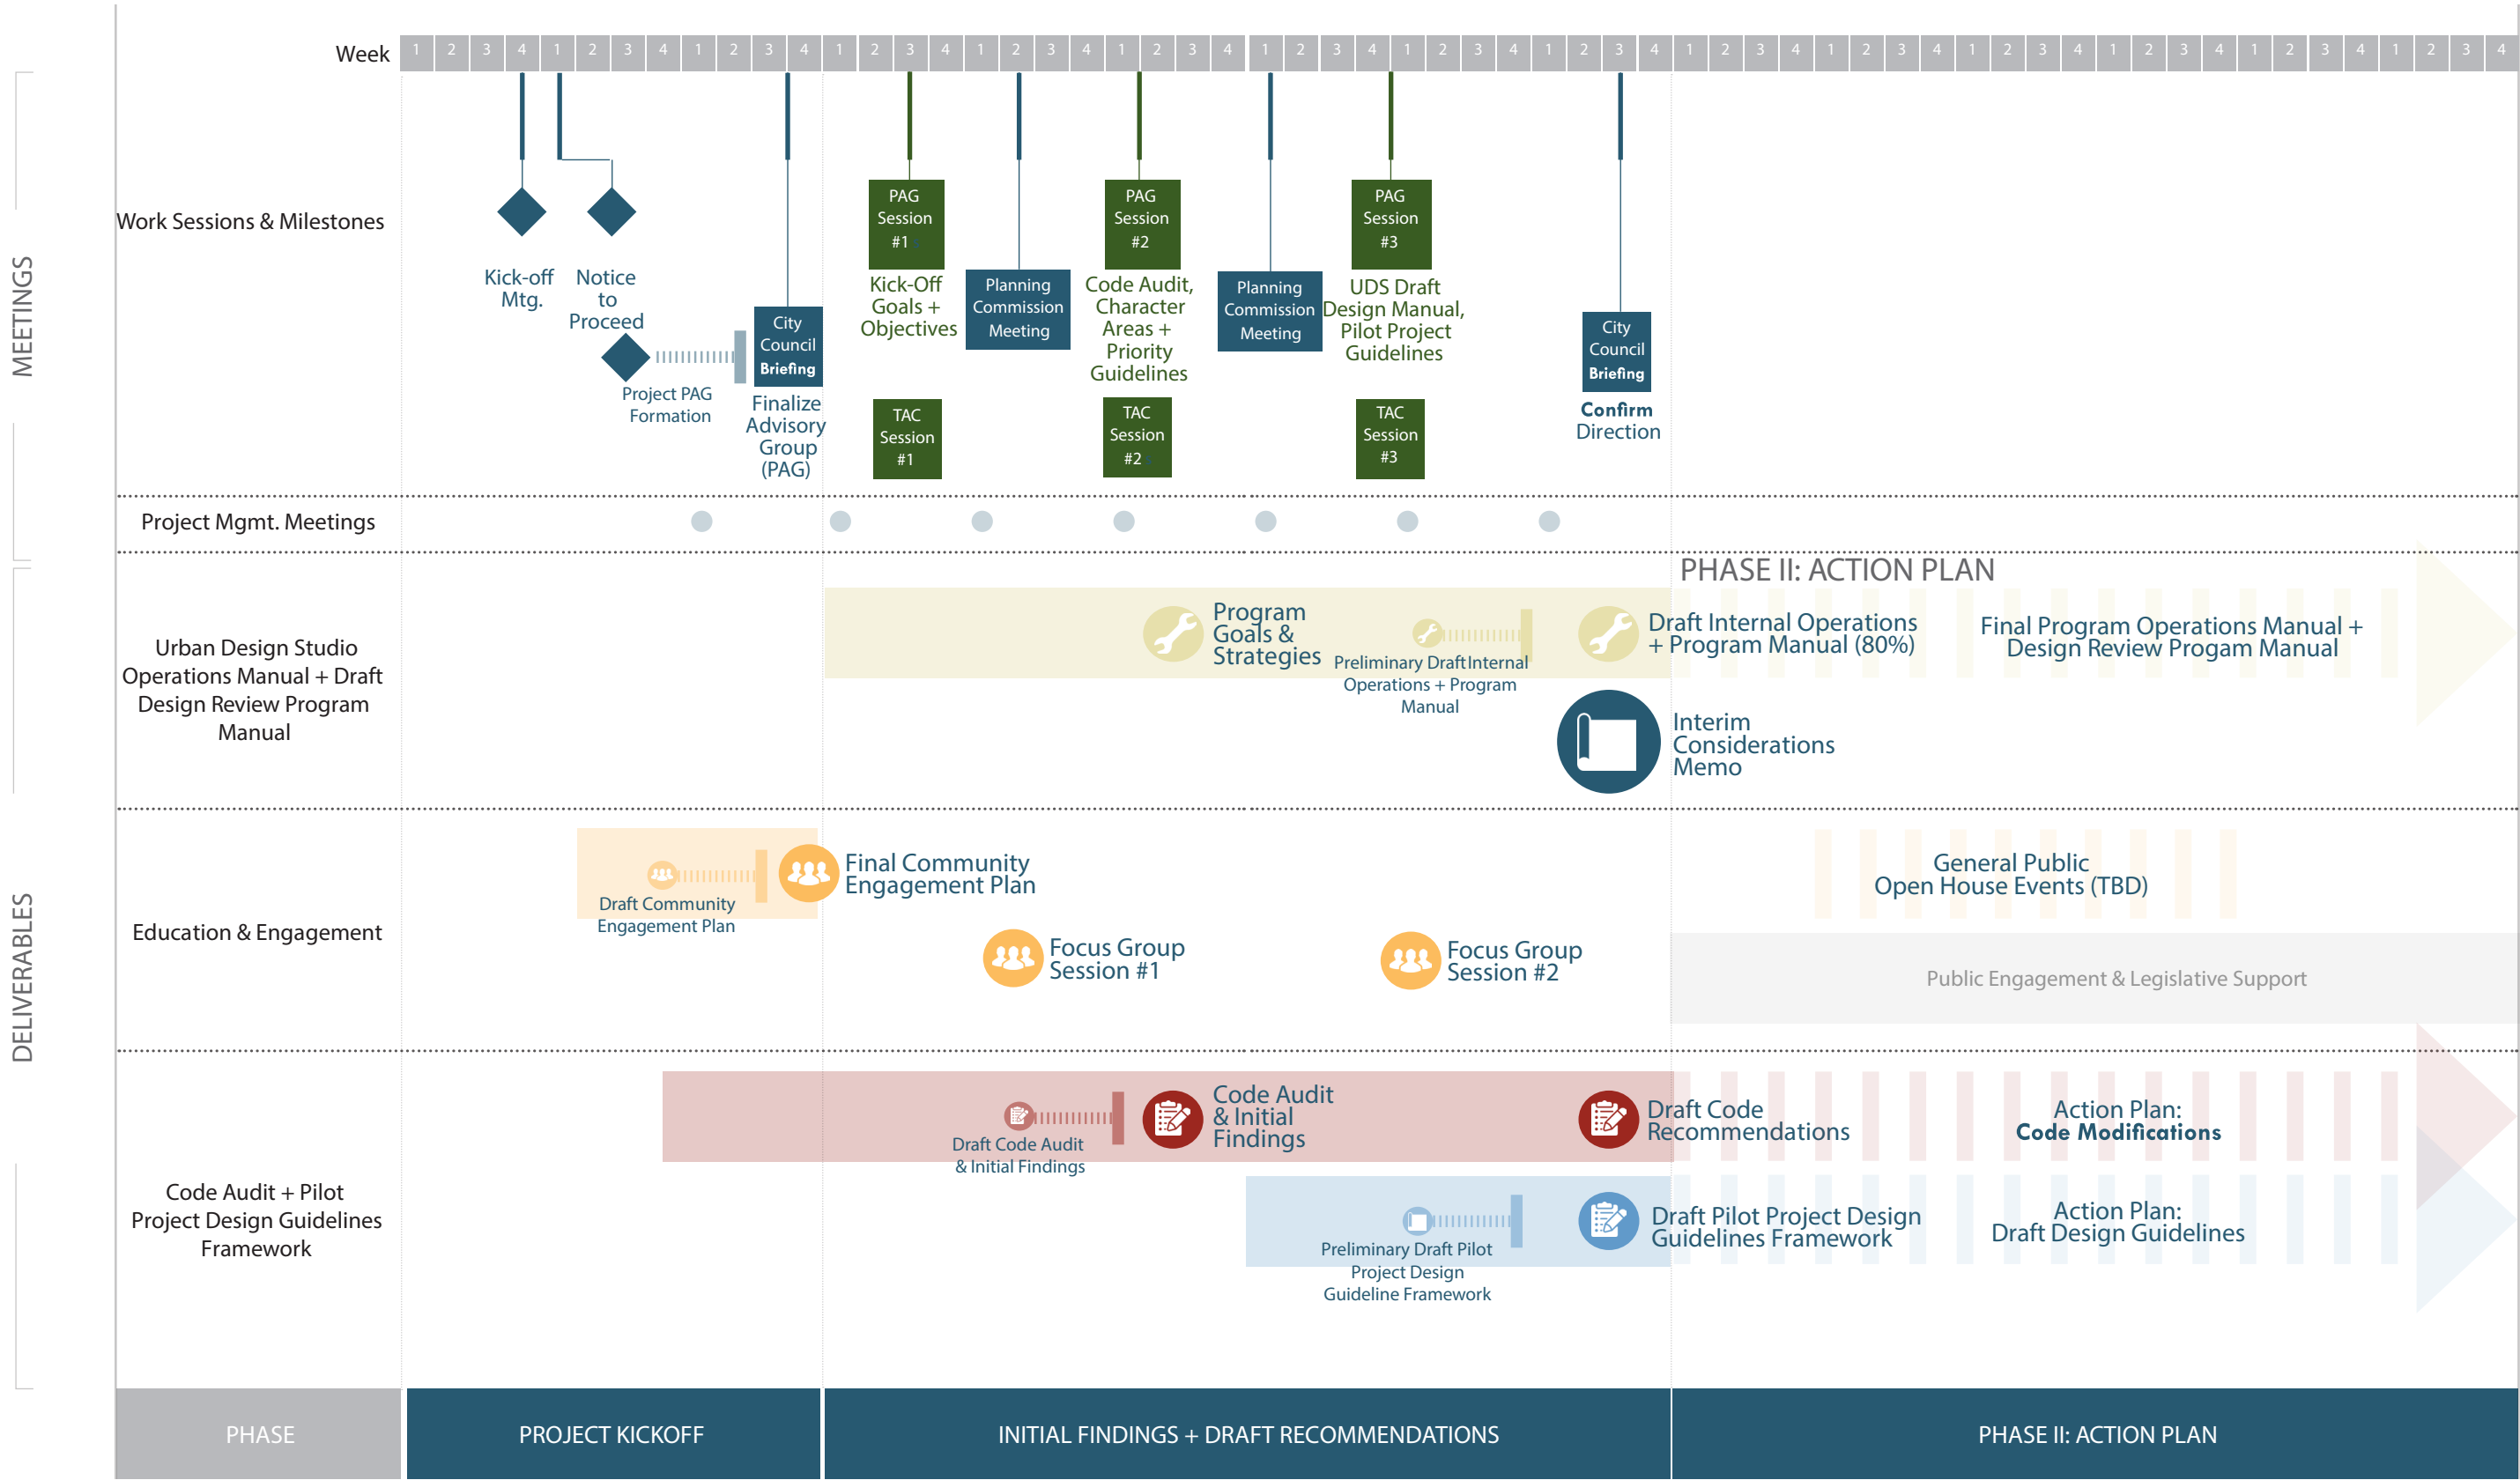 Week 1 2 3 4 1 2 3 4 1 2 3 4 1 2 3 4 1 2 3 4 1 2 3 4 1 2 3 4 1 2 3 4 1 2 3 4 1 2 3 4 1 2 3 4 1 2 3 4 1 2 3 4 1 2 3 4 1 2 3 4
MEETINGS
Work Sessions & Milestones
Kick-off
Mtg.
Notice
to
Proceed
Project PAG
Formation
City
Council
Briefing
Finalize
Advisory
Group
(PAG)
PAG
Session
#1
Kick-Off
Goals +
Objectives
TAC
Session
#1
Planning
Commission
Meeting
PAG
Session
#2
Code Audit,
Character
Areas +
Priority
Guidelines
TAC
Session
#2
Planning
Commission
Meeting
PAG
Session
#3
UDS Draft
Design Manual,
Pilot Project
Guidelines
TAC
Session
#3
City
Council
Briefing
Confirm
Direction
Project Mgmt. Meetings
DELIVERABLES
PHASE II: ACTION PLAN
Urban Design Studio
Operations Manual + Draft
Design Review Program
Manual
Program
Goals &
Strategies
Preliminary Draft Internal
Operations + Program
Manual
Draft Internal Operations
+ Program Manual (80%)
Final Program Operations Manual +
Design Review Progam Manual
Interim
Considerations
Memo
Education & Engagement
Draft Community
Engagement Plan
Final Community
Engagement Plan
Focus Group
Session #1
Focus Group
Session #2
General Public
Open House Events (TBD)
Public Engagement & Legislative Support
Code Audit + Pilot
Project Design Guidelines
Framework
Draft Code Audit
& Initial Findings
Code Audit
& Initial
Findings
Draft Code
Recommendations
Action Plan:
Code Modifications
Preliminary Draft Pilot
Project Design
Guideline Framework
Draft Pilot Project Design
Guidelines Framework
Action Plan:
Draft Design Guidelines
PHASE
PROJECT KICKOFF
INITIAL FINDINGS + DRAFT RECOMMENDATIONS
PHASE II: ACTION PLAN